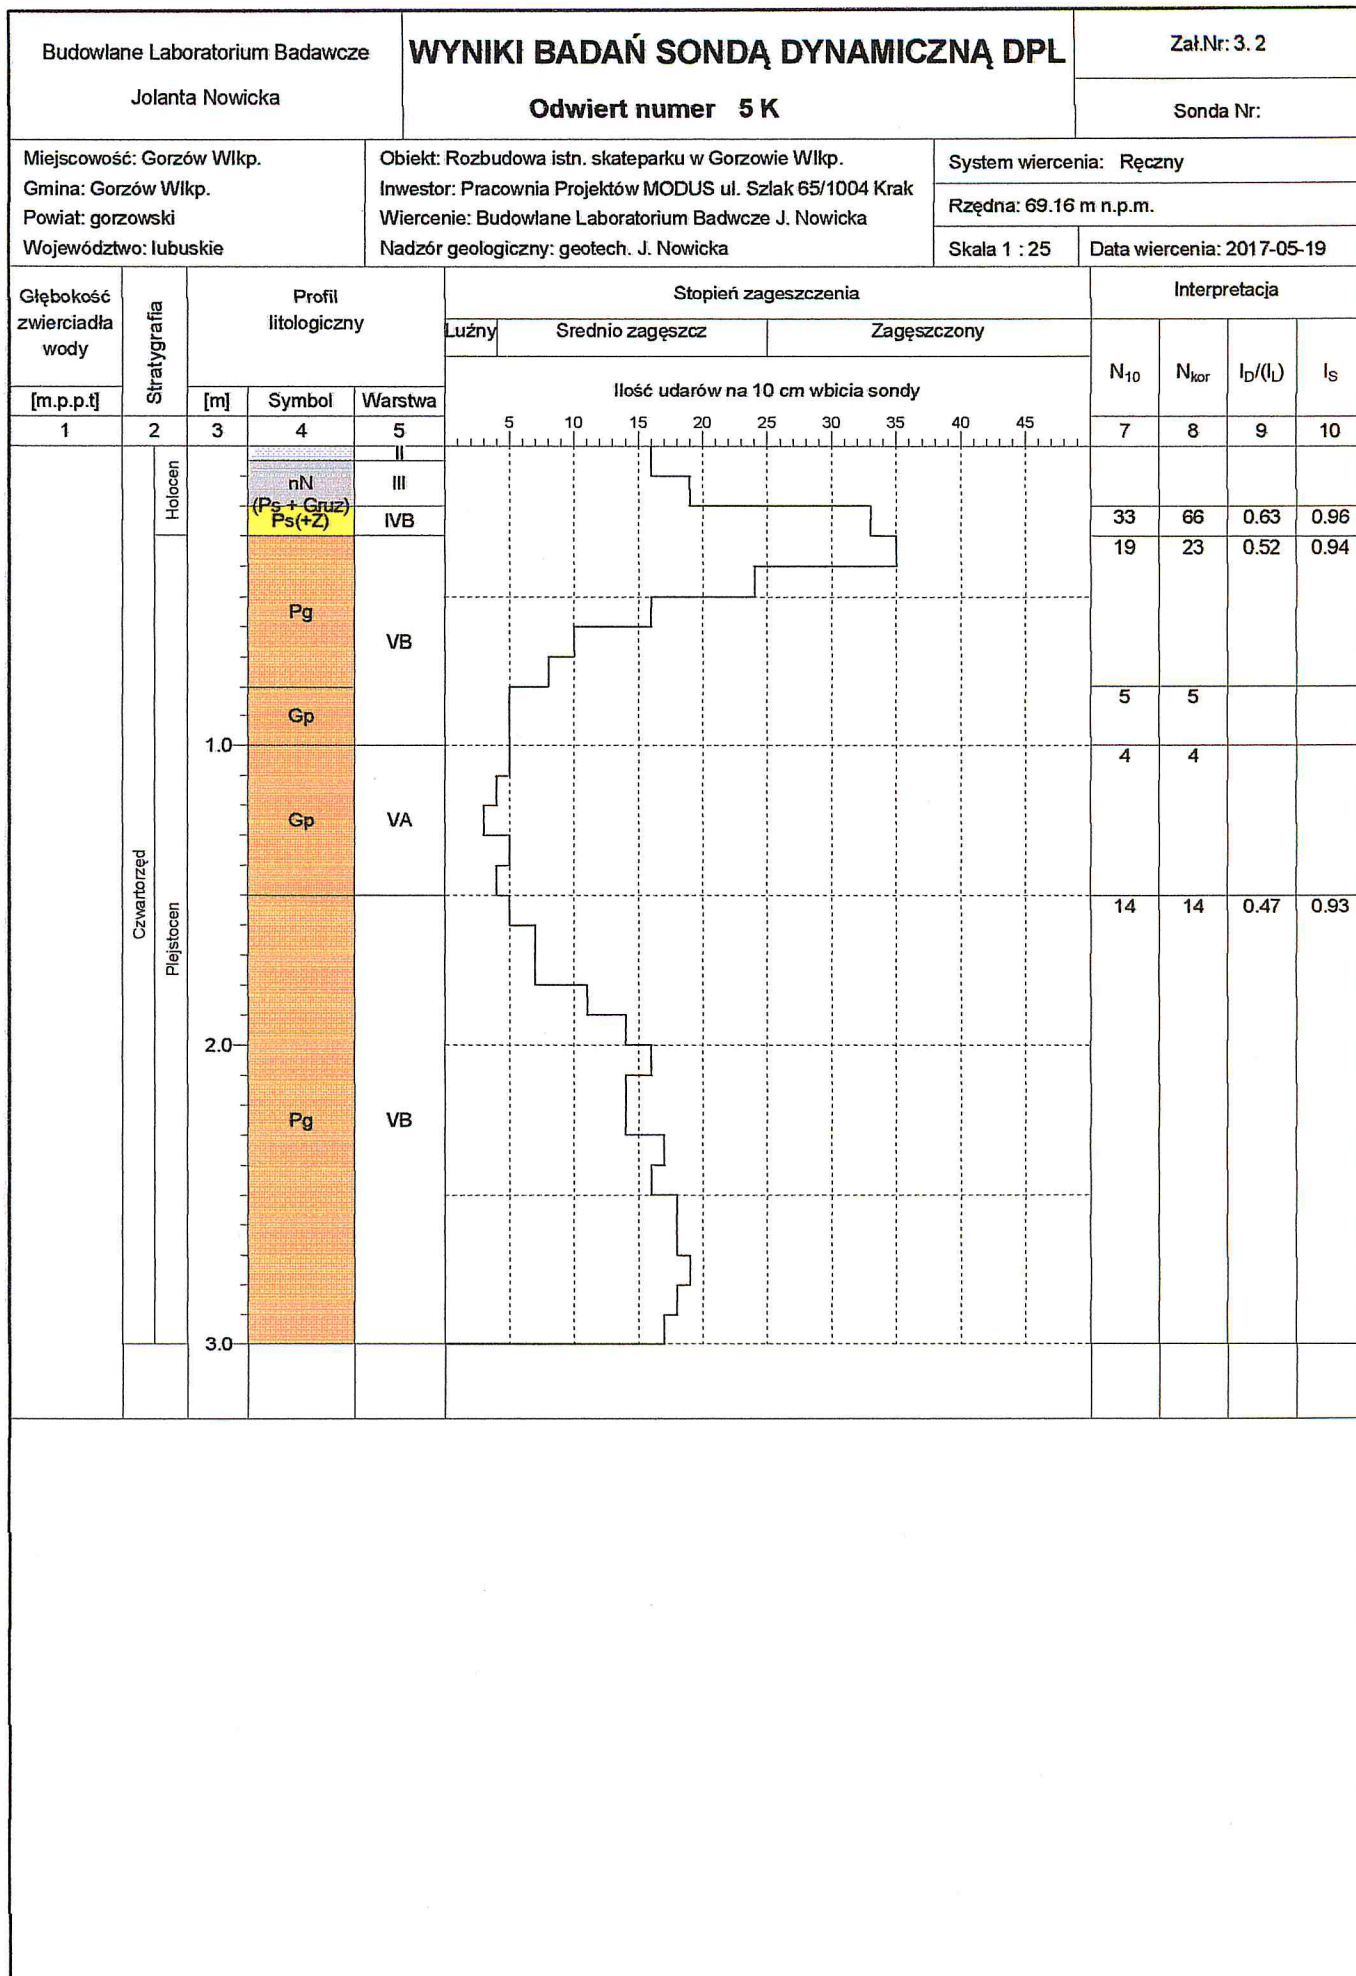 Budowlane Laboratorium Badawcze
Jolanta Nowicka
WYNIKI BADAŃ SONDĄ DYNAMICZNĄ DPL
Odwiert numer 5 K
Zał.Nr: 3. 2
Sonda Nr:
Miejscowość: Gorzów Wlkp.
Gmina: Gorzów Wlkp.
Powiat: gorzowski
Województwo: lubuskie
Obiekt: Rozbudowa istn. skateparku w Gorzowie Wlkp.
Inwestor: Pracownia Projektów MODUS ul. Szlak 65/1004 Krak
Wiercenie: Budowlane Laboratorium Badwcze J. Nowicka
Nadzór geologiczny: geotech. J. Nowicka
System wiercenia: Ręczny
Rzędna: 69.16 m n.p.m.
Skala 1 : 25
Data wiercenia: 2017-05-19
Głębokość
zwierciadła
wody
[m.p.p.t]
Stratygrafia
Profil
litologiczny
[m] Symbol Warstwa
Stopień zageszczenia
Luźny Srednio zagęszcz Zagęszczony
Ilość udarów na 10 cm wbicia sondy
5 10 15 20 25 30 35 40 45
Interpretacja
N10 Nkor ID/(IL) IS
1 2 3 4 5 7 8 9 10
Holocen
Czwartorzęd
Plejstocen
II
nN III
(Ps + Gruz)
Ps(+Z) IVB 33 66 0.63 0.96
19 23 0.52 0.94
Pg
VB
Gp 5 5
1.0 4 4
Gp VA
14 14 0.47 0.93
2.0
Pg VB
3.0